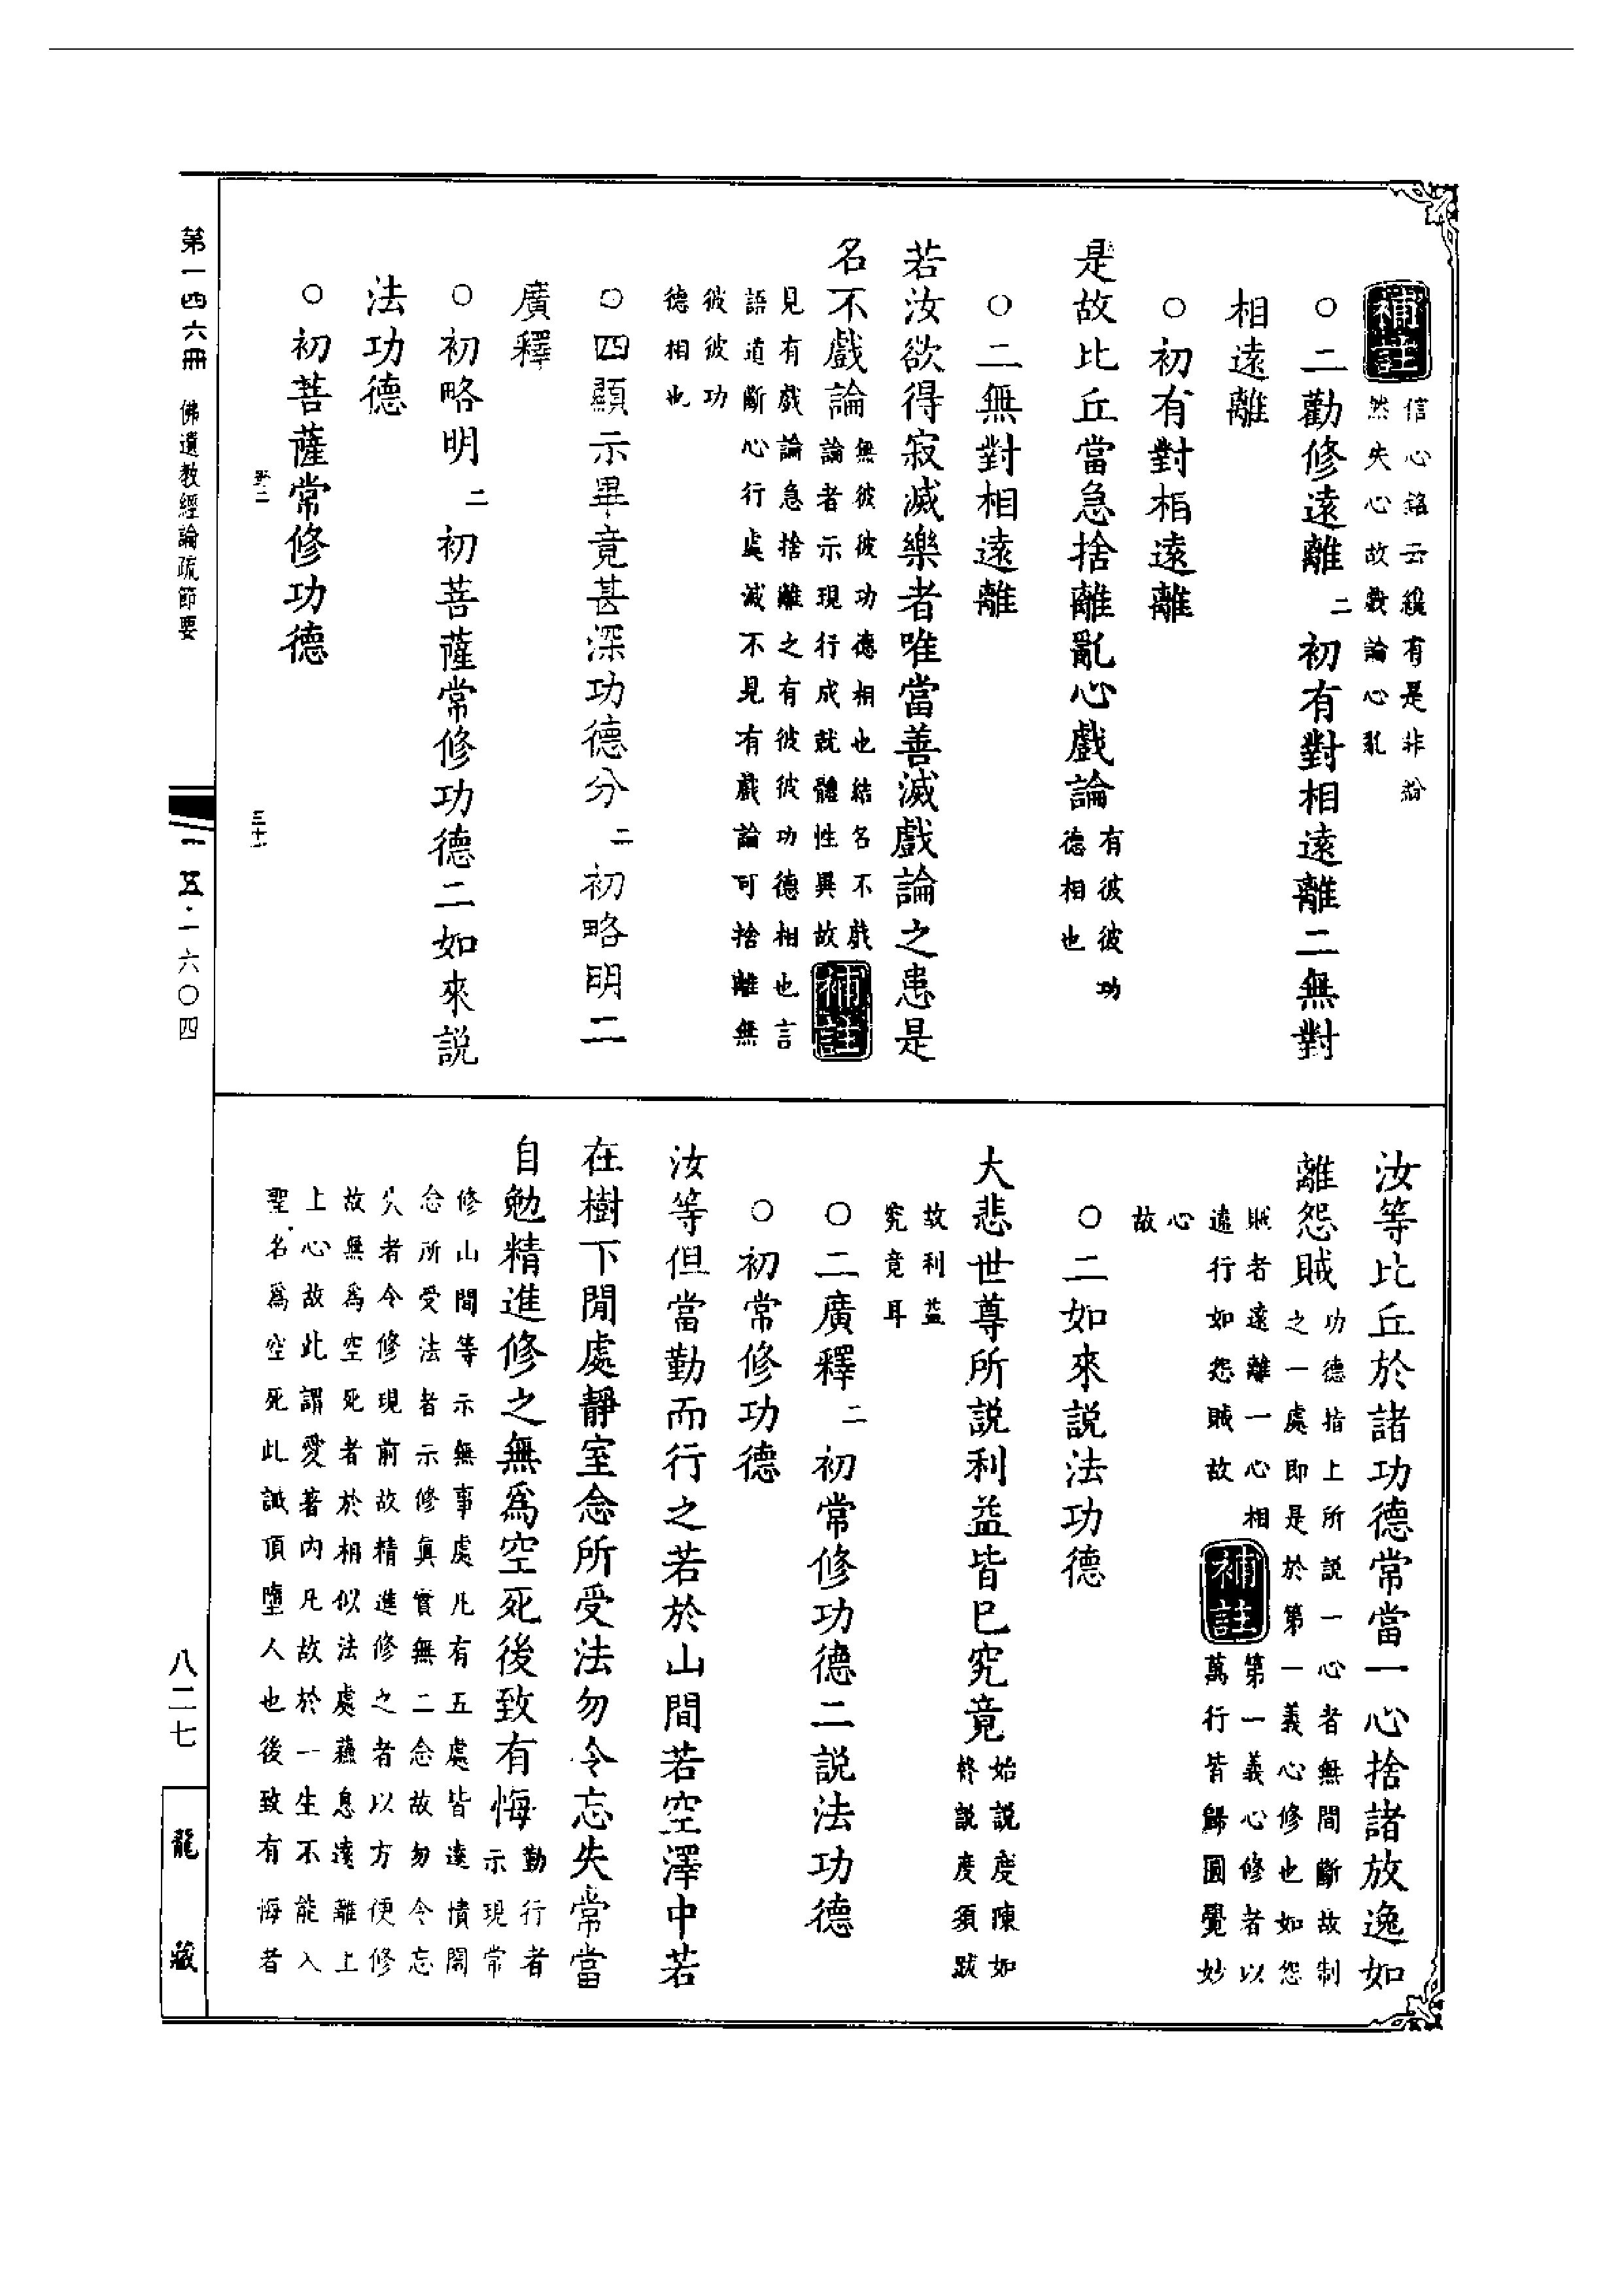 補註信心銘云纔有是非紛
然失心故戲論心亂
○二勸修遠離二初有對相遠離二無對
相遠離
○初有對相遠離
是故比丘當急捨離亂心戲論有彼彼功
德相也
○二無對相遠離
若汝欲得寂滅樂者唯當善滅戲論之患是
名不戲論無彼彼功德相也結名不戲
論者示現行成就體性異故補註
見有戲論急捨離之有彼彼功德相也言
語道斷心行處滅不見有戲論可捨離無
彼彼功
德相也
○四顯示畢竟甚深功德分二初略明二
廣釋
○初略明二初菩薩常修功德二如來説
法功德
○初菩薩常修功德
汝等比丘於諸功德常當一心捨諸放逸如
離怨賊功德指上所説一心者無間斷故制
之一處即是於第一義心修也如怨
賊者遠離一心相
遠行如怨賊故補註第一義心修者以
萬行皆歸圓覺妙
心
故
○二如來説法功德
大悲世尊所説利益皆已究竟始説度陳如
終説度須跋
故利益
究竟耳
○二廣釋二初常修功德二説法功德
○初常修功德
汝等但當勤而行之若於山間若空澤中若
在樹下閒處靜室念所受法勿令忘失常當
自勉精進修之無爲空死後致有悔勤行者
示現常
修山間等示無事處凡有五處皆遠憒閙
念所受法者示修眞實無二念故勿令忘
失者令修現前故精進修之者以方便修
故無爲空死者於相似法處蘓息遠離上
上心故此謂愛著内凡故於一生不能入
聖名爲空死此誡頂墮人也後致有悔者
第一四六冊 佛遺教經論疏節要
一五·一六○四
八二七
龍藏